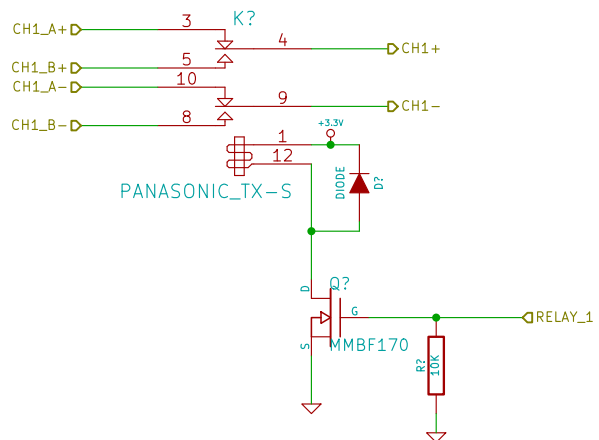 K?
CH1_A+ 3
4 CH1+
CH1_B+ 5
CH1_A- 10
9 CH1-
CH1_B- 8
+3.3V
1
12
PANASONIC_TX-S
DIODE
D?
Q?
D
G
S
MMBF170
RELAY_1
R?
10K